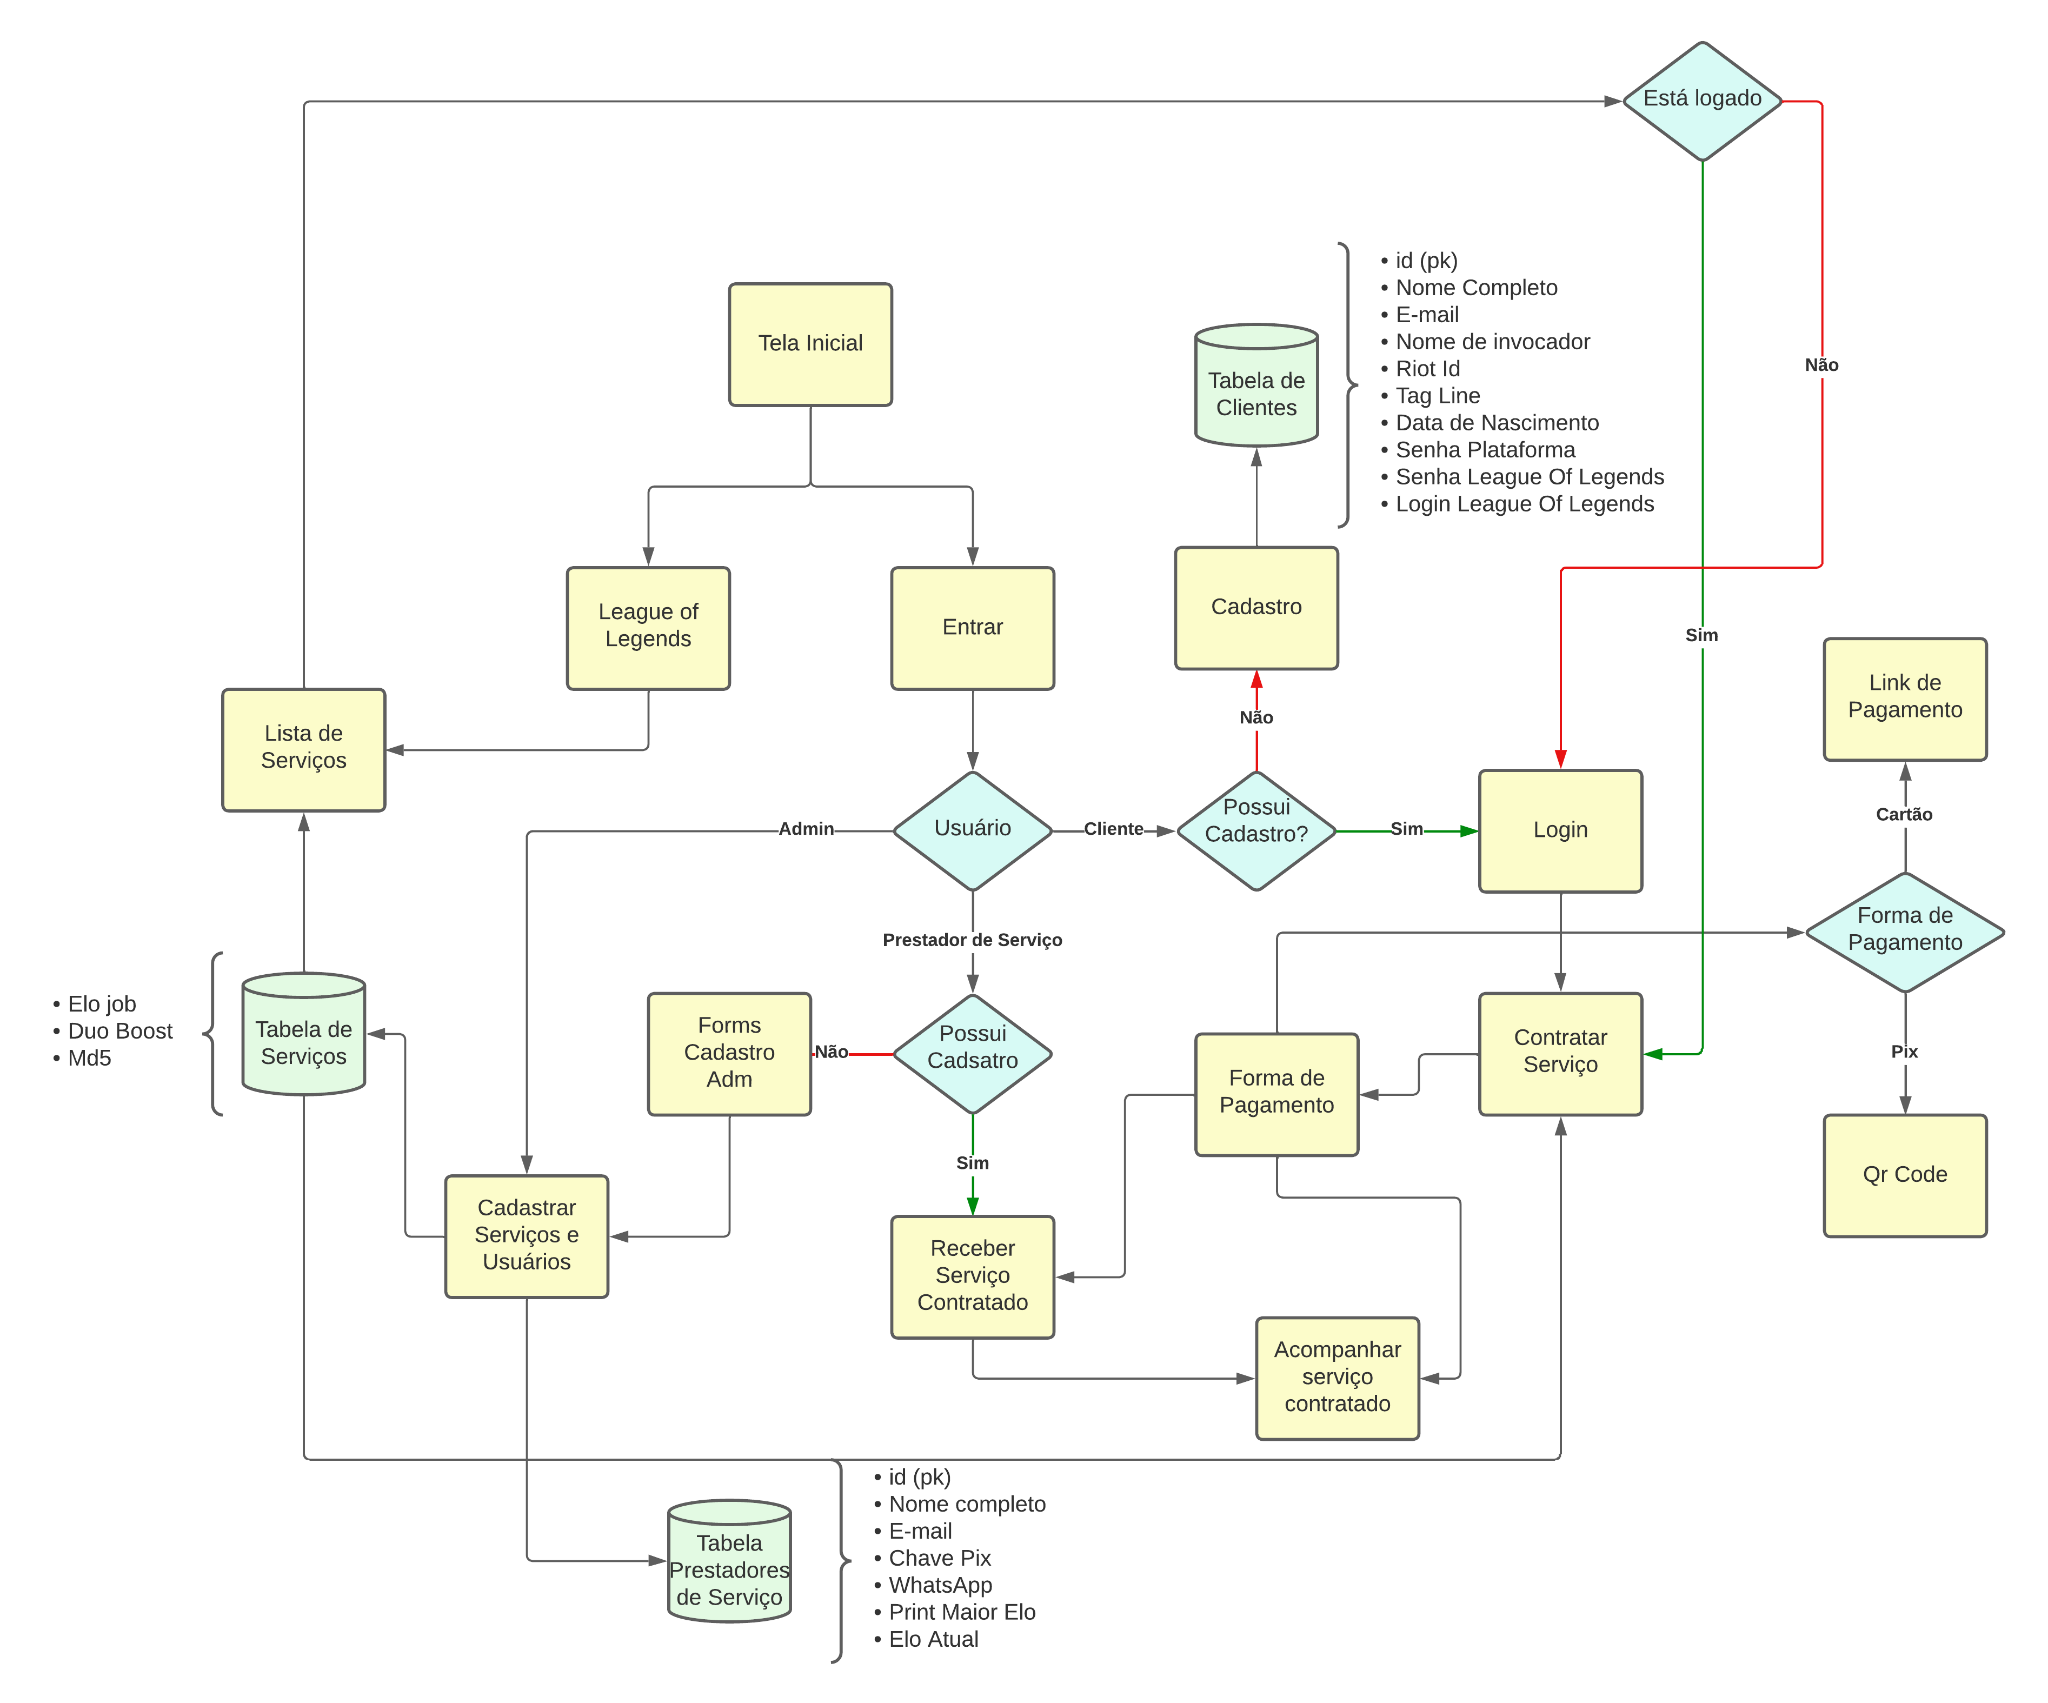 Está logado
• id (pk)
• Nome Completo
• E-mail
• Nome de invocador
• Riot Id
• Tag Line
• Data de Nascimento
• Senha Plataforma
• Senha League Of Legends
• Login League Of Legends
Tela Inicial
Tabela de
Clientes
Não
League of
Legends
Entrar
Cadastro
Sim
Link de
Pagamento
Lista de
Serviços
Não
Admin
Usuário
Cliente
Possui
Cadastro?
Sim
Login
Cartão
Prestador de Serviço
Forma de
Pagamento
• Elo job
• Duo Boost
• Md5
Tabela de
Serviços
Forms
Cadastro
Adm
Não
Possui
Cadsatro
Forma de
Pagamento
Contratar
Serviço
Pix
Sim
Qr Code
Cadastrar
Serviços e
Usuários
Receber
Serviço
Contratado
Acompanhar
serviço
contratado
Tabela
Prestadores
de Serviço
• id (pk)
• Nome completo
• E-mail
• Chave Pix
• WhatsApp
• Print Maior Elo
• Elo Atual